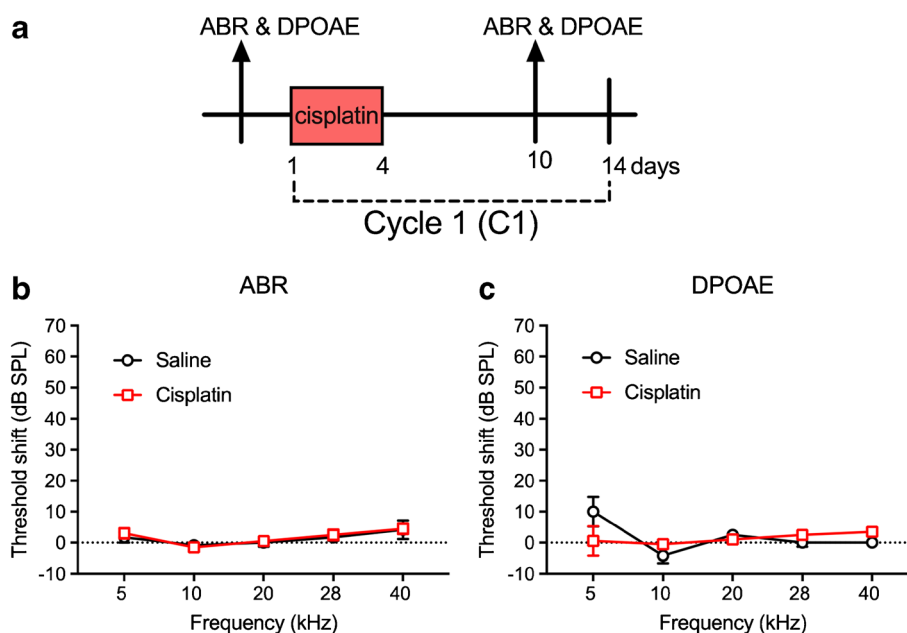 a
ABR & DPOAE ABR & DPOAE
cisplatin
1 4 10 14 days
Cycle 1 (C1)
b ABR
70
60
50
40
30
20
10
0
-10
Threshold shift (dB SPL)
Saline
Cisplatin
5 10 20 28 40
Frequency (kHz)
c DPOAE
70
60
50
40
30
20
10
0
-10
Threshold shift (dB SPL)
Saline
Cisplatin
5 10 20 28 40
Frequency (kHz)